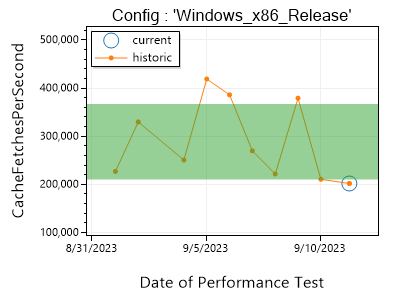 Config : 'Windows_x86_Release'
CacheFetchesPerSecond
500,000
400,000
300,000
200,000
100,000
current
historic
8/31/2023
9/5/2023
9/10/2023
Date of Performance Test